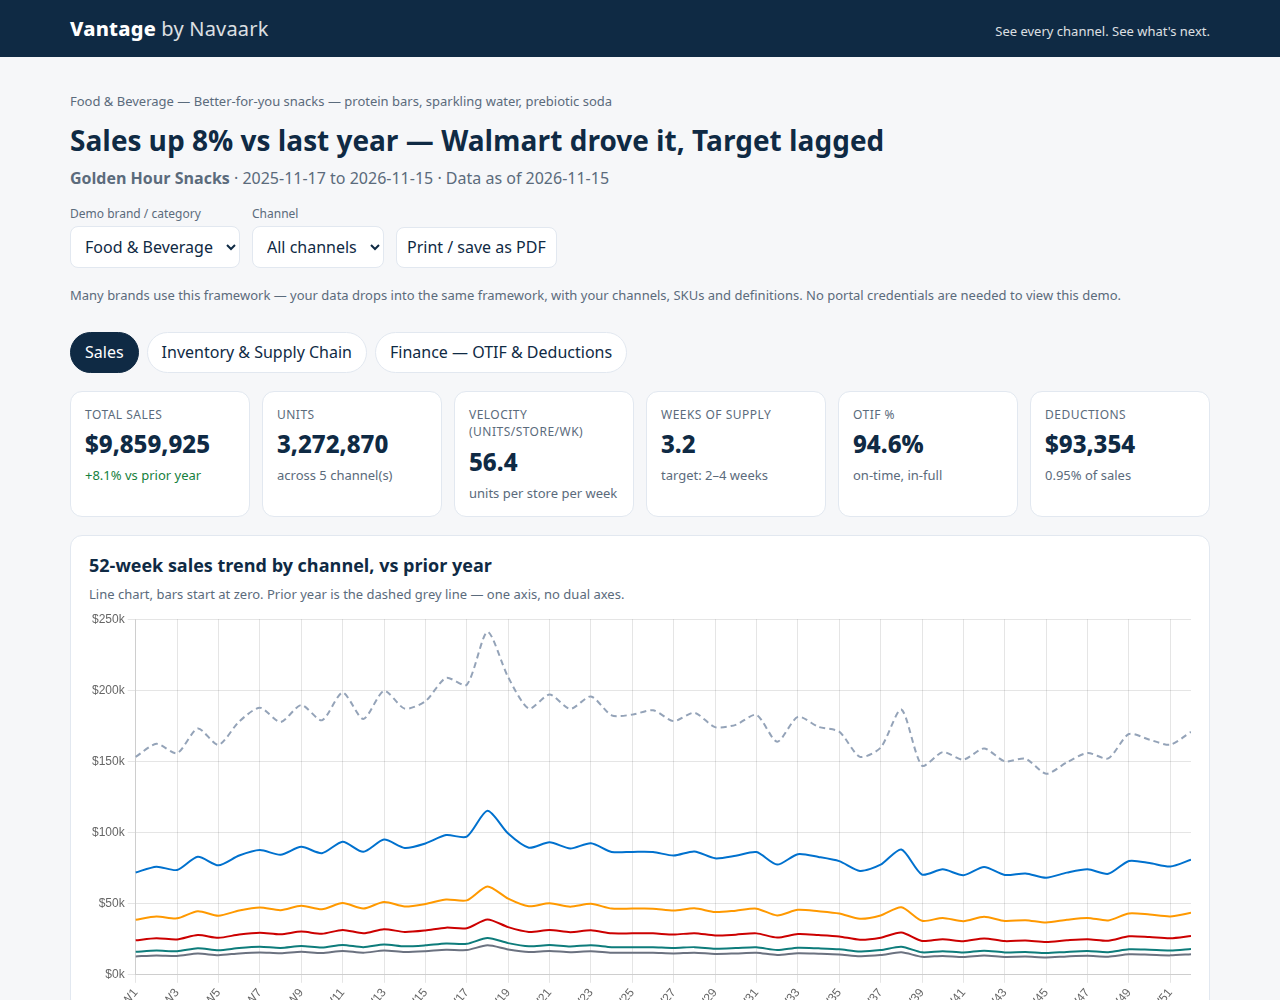 Vantage by Navaark
See every channel. See what's next.
Food & Beverage — Better-for-you snacks — protein bars, sparkling water, prebiotic soda
Sales up 8% vs last year — Walmart drove it, Target lagged
Golden Hour Snacks · 2025-11-17 to 2026-11-15 · Data as of 2026-11-15
Demo brand / category
Channel
Food & Beverage
All channels
Print / save as PDF
Many brands use this framework — your data drops into the same framework, with your channels, SKUs and definitions. No portal credentials are needed to view this demo.
Sales
Inventory & Supply Chain
Finance — OTIF & Deductions
TOTAL SALES
$9,859,925
+8.1% vs prior year
UNITS
3,272,870
across 5 channel(s)
VELOCITY
(UNITS/STORE/WK)
56.4
units per store per week
WEEKS OF SUPPLY
3.2
target: 2–4 weeks
OTIF %
94.6%
on-time, in-full
DEDUCTIONS
$93,354
0.95% of sales
52-week sales trend by channel, vs prior year
Line chart, bars start at zero. Prior year is the dashed grey line — one axis, no dual axes.
$250k
$200k
$150k
$100k
$50k
$0k